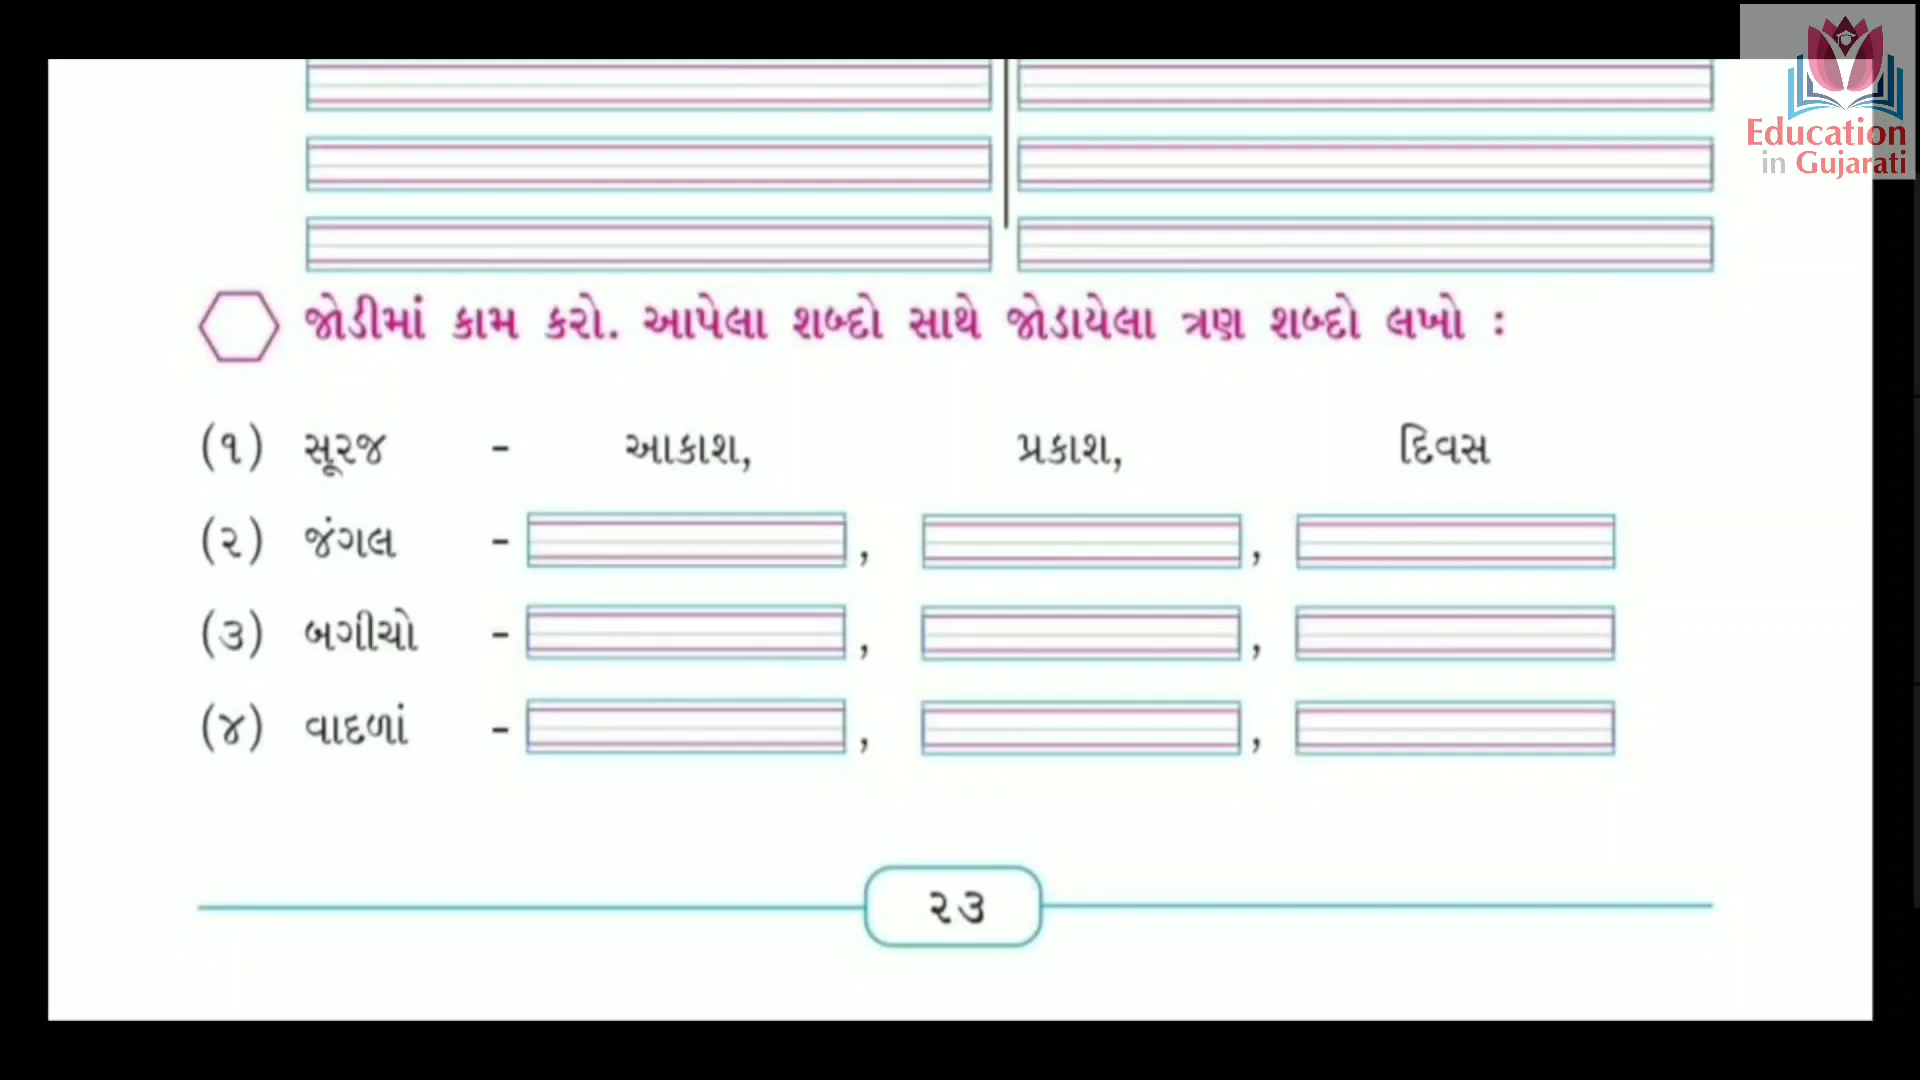 Education
in Gujarati
જોડીમાં કામ કરો. આપેલા શબ્દો સાથે જોડાયેલા ત્રણ શબ્દો લખો :
(૧) સૂરજ - આકાશ, પ્રકાશ, દિવસ
(૨) જંગલ - , ,
(૩) બગીચો - , ,
(૪) વાદળાં - , ,
૨૩